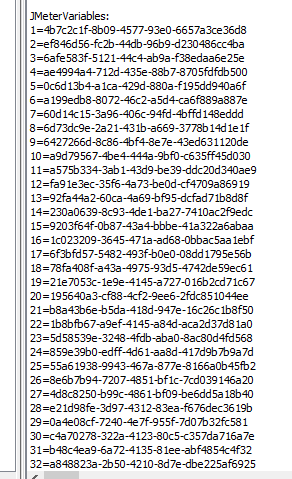 JMeterVariables:
1=4b7c2c1f-8b09-4577-93e0-6657a3ce36d8
2=ef846d56-fc2b-44db-96b9-d230486cc4ba
3=6afe583f-5121-44c4-ab9a-f38edaa6e25e
4=ae4994a4-712d-435e-88b7-8705fdfdb500
5=0c6d13b4-a1ca-429d-880a-f195dd940a6f
6=a199edb8-8072-46c2-a5d4-ca6f889a887e
7=60d14c15-3a96-406c-94fd-4bffd148eddd
8=6d73dc9e-2a21-431b-a669-3778b14d1e1f
9=6427266d-8c86-4bf4-8e7e-43ed631120de
10=a9d79567-4be4-444a-9bf0-c635ff45d030
11=a575b334-3ab1-43d9-be39-ddc20d340ae9
12=fa91e3ec-35f6-4a73-be0d-cf4709a86919
13=92fa44a2-60ca-4a69-bf95-dcfad71b8d8f
14=230a0639-8c93-4de1-ba27-7410ac2f9edc
15=9203f64f-0b87-43a4-bbbe-41a322a6abaa
16=1c023209-3645-471a-ad68-0bbac5aa1ebf
17=6f3bfd57-5482-493f-b0e0-08dd1795e56b
18=78fa408f-a43a-4975-93d5-4742de59ec61
19=21e7053c-1e9e-4145-a727-016b2cd71c67
20=195640a3-cf88-4cf2-9ee6-2fdc851044ee
21=b8a43b6e-b5da-418d-947e-16c26c1b8f50
22=1b8bfb67-a9ef-4145-a84d-aca2d37d81a0
23=5d58539e-3248-4fdb-aba0-8ac80d4fd568
24=859e39b0-edff-4d61-aa8d-417d9b7b9a7d
25=55a61938-9943-467a-877e-8166a0b45fb2
26=8e6b7b94-7207-4851-bf1c-7cd039146a20
27=4d8c8250-b99c-4861-bf09-be6dd5a18b40
28=e21d98fe-3d97-4312-83ea-f676dec3619b
29=0a4e08cf-7240-4e7f-955f-7d07b32fc581
30=c4a70278-322a-4123-80c5-c357da716a7e
31=b48c4ea9-6a72-4135-81ee-abf4854c4f32
32=a848823a-2b50-4210-8d7e-dbe225af6925